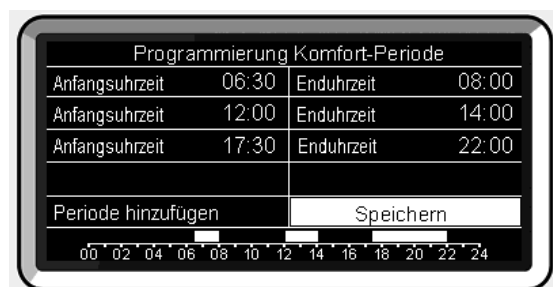 Programmierung Komfort-Periode
Anfangsuhrzeit 06:30 Enduhrzeit 08:00
Anfangsuhrzeit 12:00 Enduhrzeit 14:00
Anfangsuhrzeit 17:30 Enduhrzeit 22:00
Periode hinzufügen Speichern
00 02 04 06 08 10 12 14 16 18 20 22 24